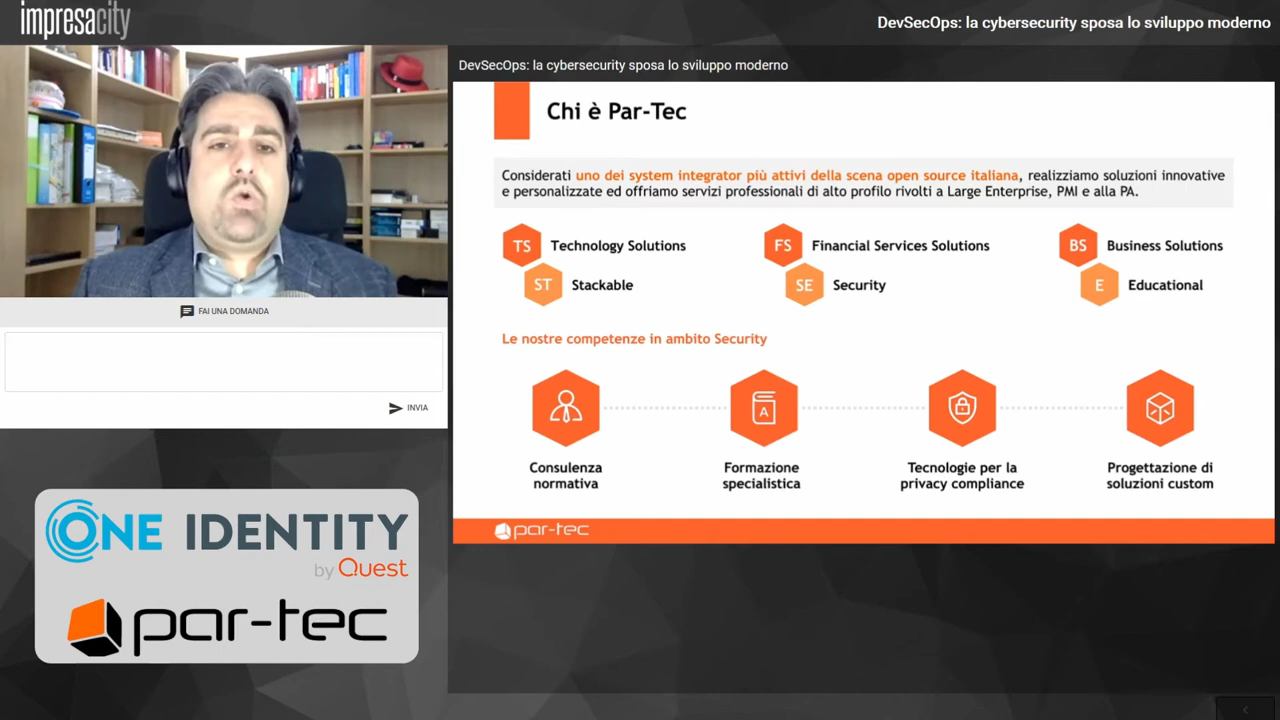 impresacity
DevSecOps: la cybersecurity sposa lo sviluppo moderno
DevSecOps: la cybersecurity sposa lo sviluppo moderno
Chi è Par-Tec
Considerati uno dei system integrator più attivi della scena open source italiana, realizziamo soluzioni innovative
e personalizzate ed offriamo servizi professionali di alto profilo rivolti a Large Enterprise, PMI e alla PA.
TS Technology Solutions
FS Financial Services Solutions
BS Business Solutions
ST Stackable
SE Security
E Educational
Le nostre competenze in ambito Security
A
Consulenza
normativa
Formazione
specialistica
Tecnologie per la
privacy compliance
Progettazione di
soluzioni custom
par-tec
FAI UNA DOMANDA
INVIA
ONE IDENTITY
by Quest
par-tec